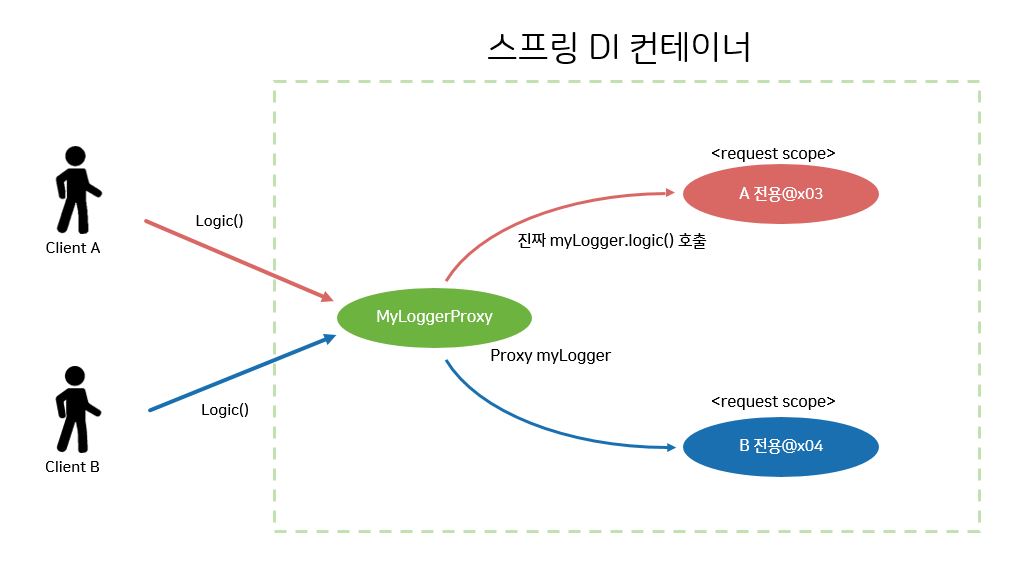 스프링 DI 컨테이너
<request scope>
A 전용@x03
Logic()
Client A
진짜 myLogger.logic() 호출
MyLoggerProxy
Proxy myLogger
<request scope>
Logic()
B 전용@x04
Client B